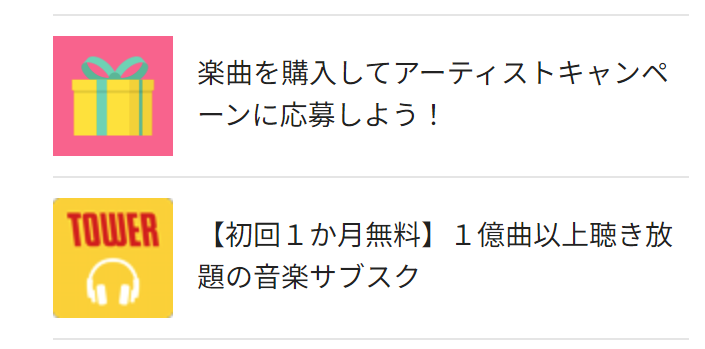 楽曲を購入してアーティストキャンペ
ーンに応募しよう！
TOWER
【初回１か月無料】１億曲以上聴き放
題の音楽サブスク